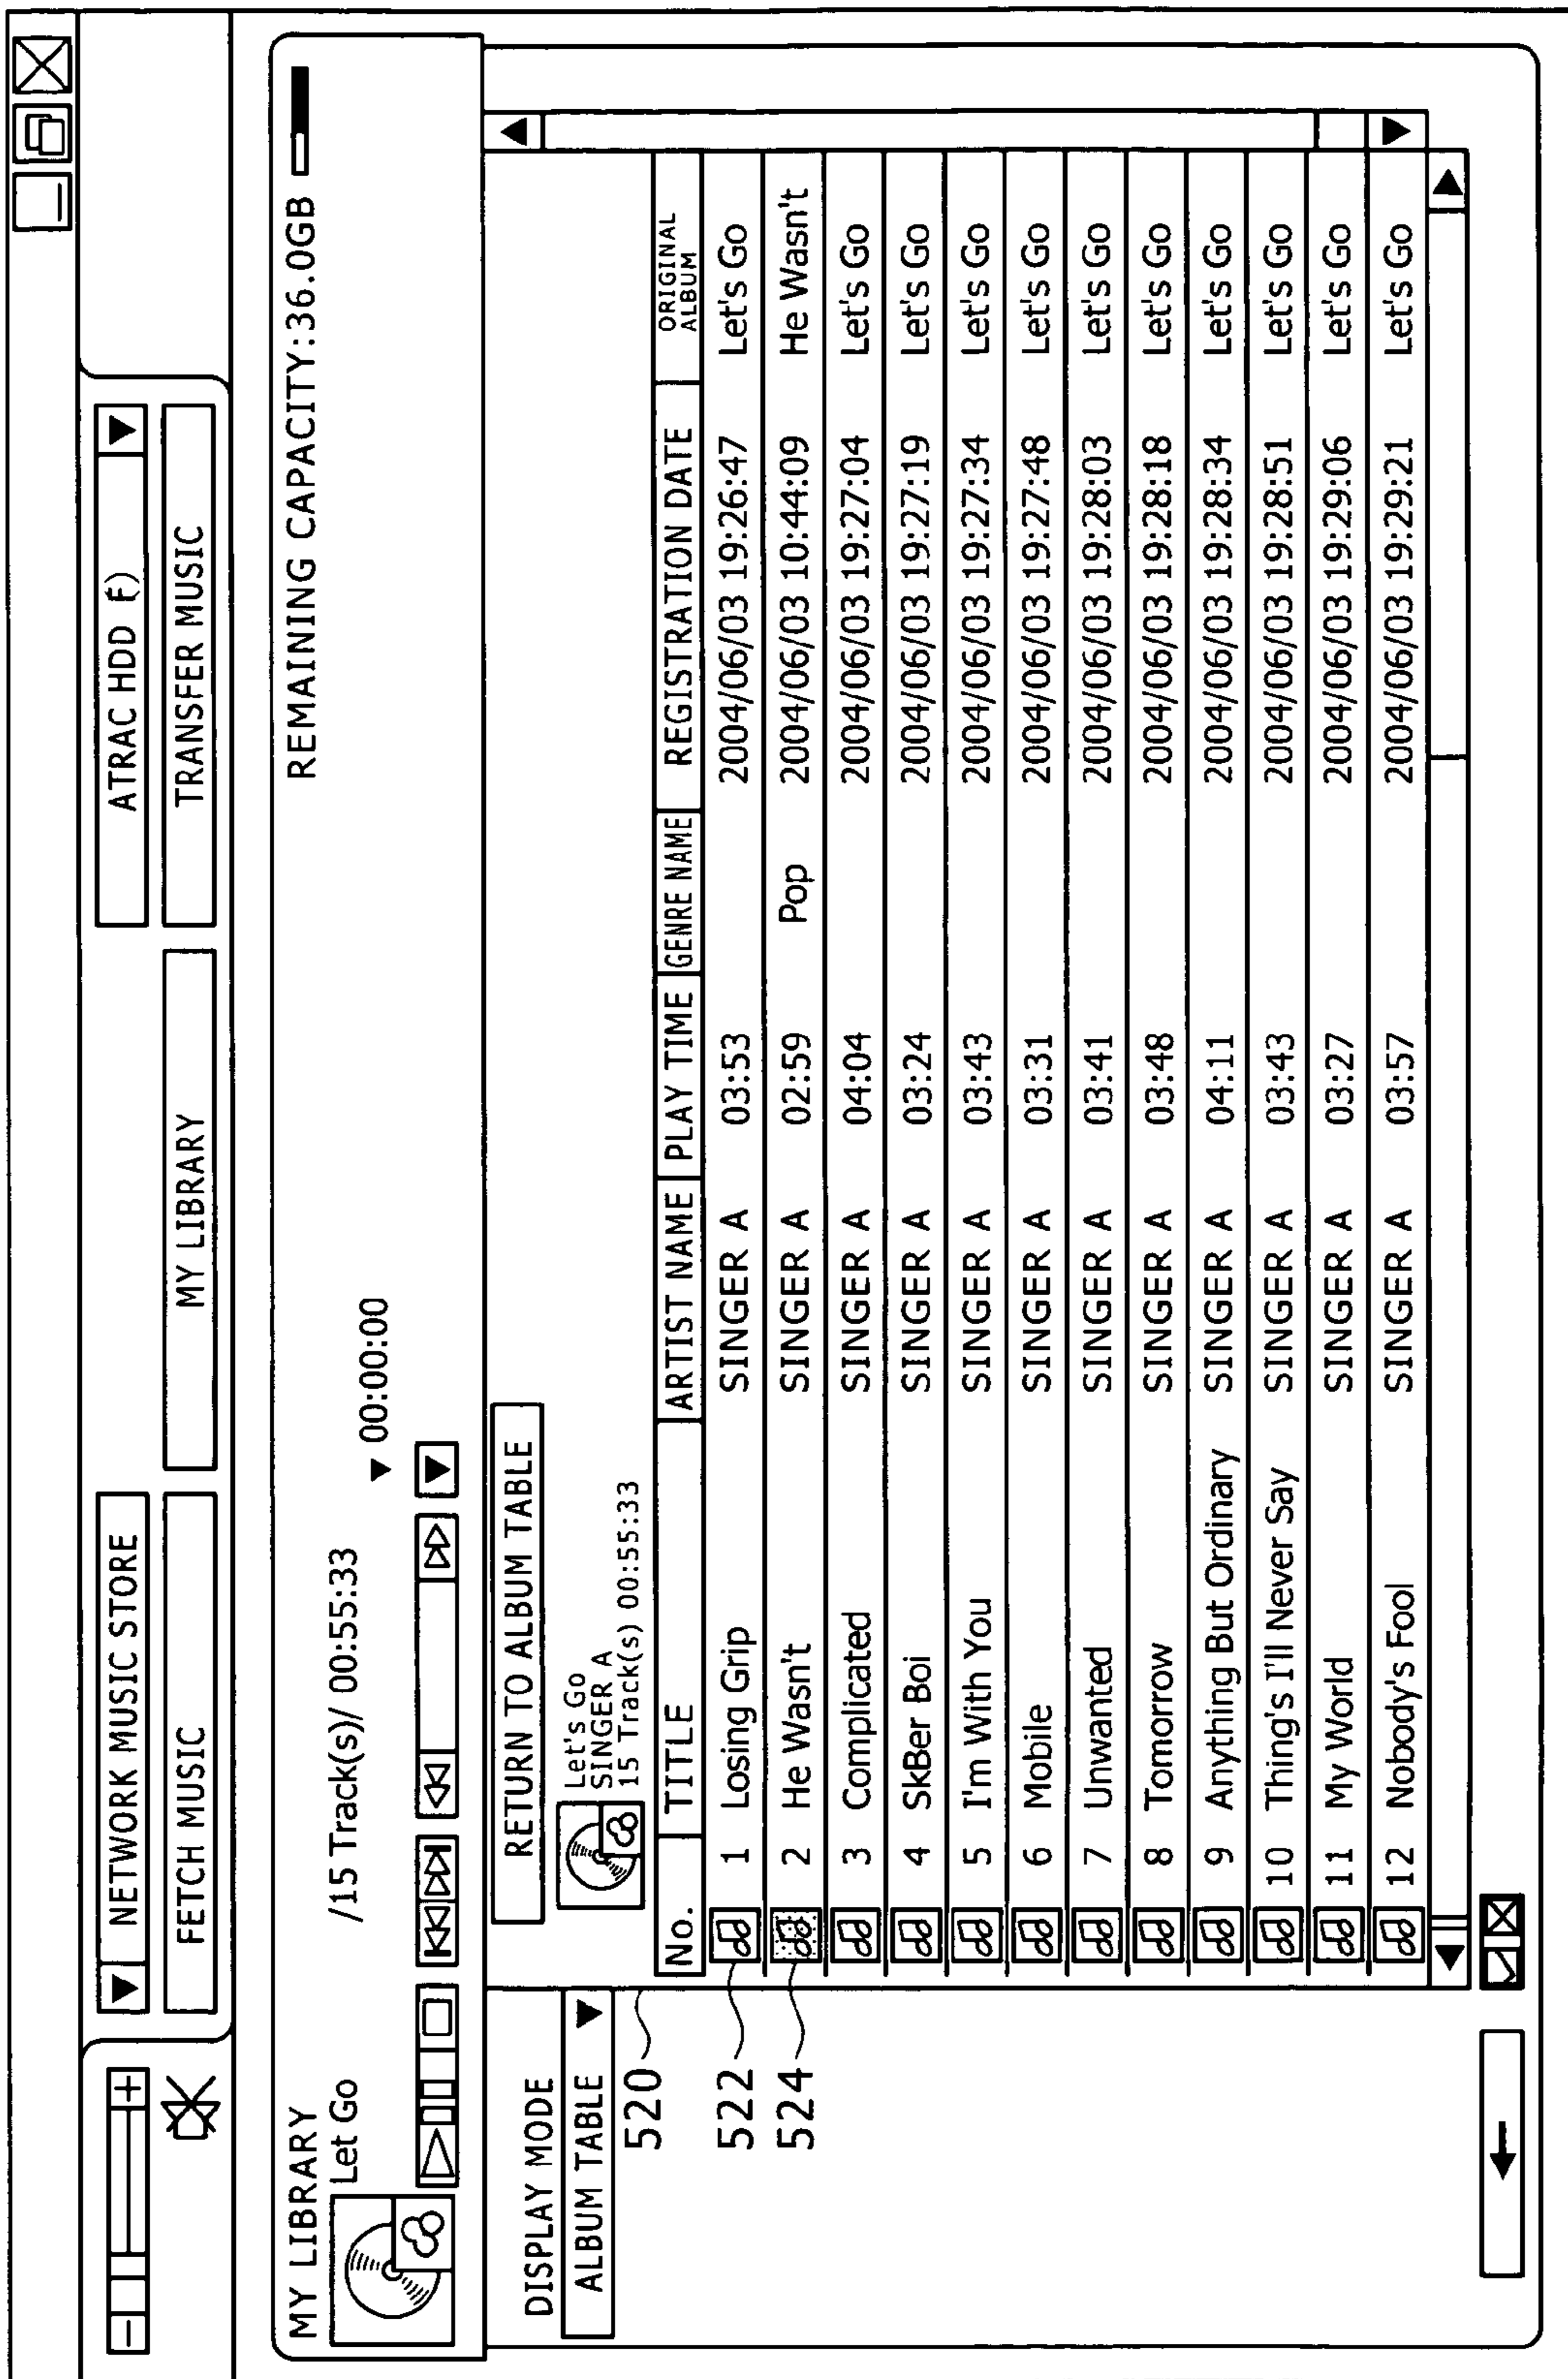 NETWORK MUSIC STORE
ATRAC HDD (F)
FETCH MUSIC
MY LIBRARY
TRANSFER MUSIC
MY LIBRARY
REMAINING CAPACITY:36.0GB
Let Go
/15 Track(s)/ 00:55:33
00:00:00
DISPLAY MODE
ALBUM TABLE
RETURN TO ALBUM TABLE
Let's Go
SINGER A
15 Track(s) 00:55:33
No. TITLE ARTIST NAME PLAY TIME GENRE NAME REGISTRATION DATE ORIGINAL ALBUM
1 Losing Grip SINGER A 03:53 2004/06/03 19:26:47 Let's Go
2 He Wasn't SINGER A 02:59 Pop 2004/06/03 10:44:09 He Wasn't
3 Complicated SINGER A 04:04 2004/06/03 19:27:04 Let's Go
4 SkBer Boi SINGER A 03:24 2004/06/03 19:27:19 Let's Go
5 I'm With You SINGER A 03:43 2004/06/03 19:27:34 Let's Go
6 Mobile SINGER A 03:31 2004/06/03 19:27:48 Let's Go
7 Unwanted SINGER A 03:41 2004/06/03 19:28:03 Let's Go
8 Tomorrow SINGER A 03:48 2004/06/03 19:28:18 Let's Go
9 Anything But Ordinary SINGER A 04:11 2004/06/03 19:28:34 Let's Go
10 Thing's I'll Never Say SINGER A 03:43 2004/06/03 19:28:51 Let's Go
11 My World SINGER A 03:27 2004/06/03 19:29:06 Let's Go
12 Nobody's Fool SINGER A 03:57 2004/06/03 19:29:21 Let's Go
520
522
524